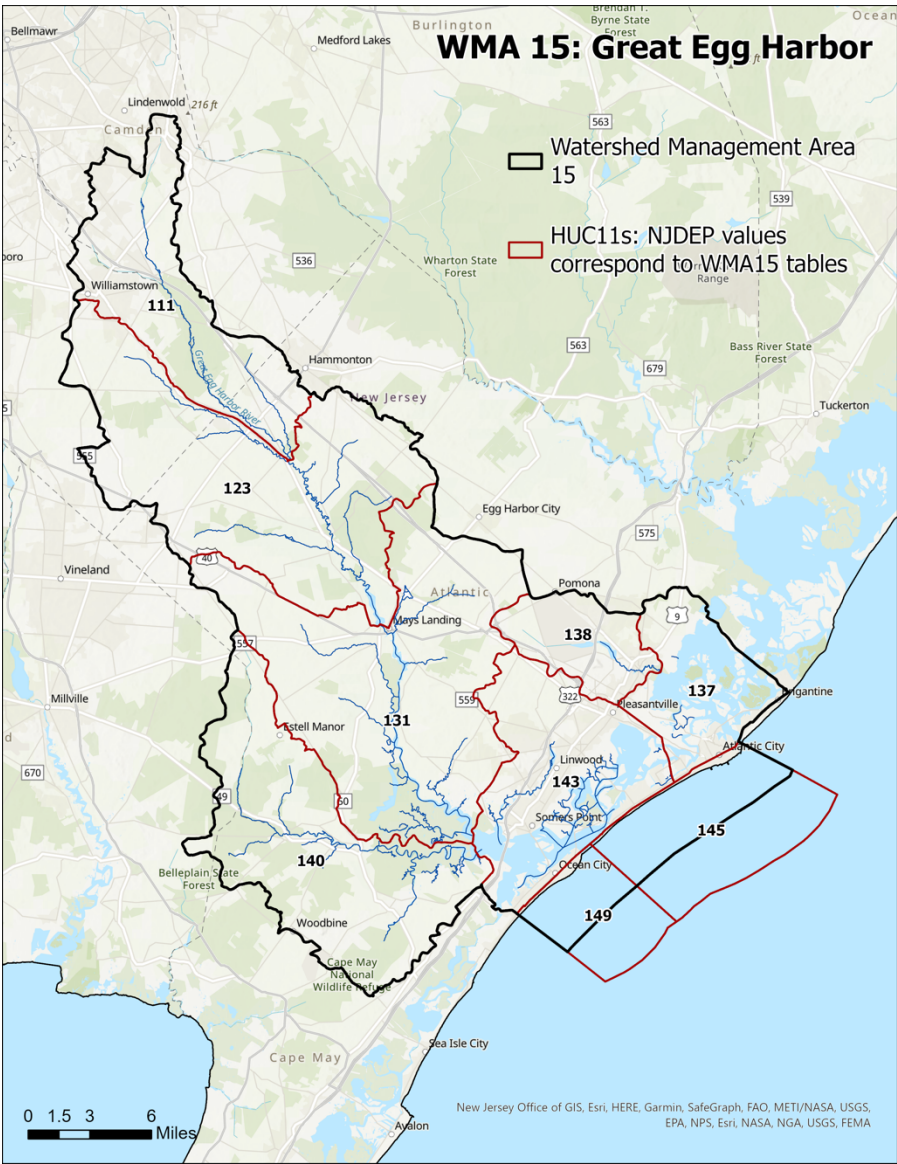 Brendan T.
Byrne State
Forest
Ocean
Bellmawr
Burlington
Medford Lakes
WMA 15: Great Egg Harbor
ft
Lindenwold
216 ft
Camden
563
Watershed Management Area
15
539
HUC11s: NJDEP values
correspond to WMA15 tables
536
Wharton State
Forest
Range
Williamstown
111
563
Bass River State
Forest
679
Hammonton
Great Egg Harbor River
New Jersey
Tuckerton
555
123
Egg Harbor City
575
40
Vineland
Pomona
Atlantic
9
Mays Landing
138
557
137
Millville
559
322
Brigantine
Pleasantville
131
Estell Manor
Atlantic City
Linwood
670
143
49
50
Somers Point
145
140
Ocean City
Belleplain State
Forest
149
Woodbine
Cape May
National
Wildlife Refuge
Sea Isle City
Cape May
0 1.5 3 6
Miles
New Jersey Office of GIS, Esri, HERE, Garmin, SafeGraph, FAO, METI/NASA, USGS,
EPA, NPS, Esri, NASA, NGA, USGS, FEMA
Avalon